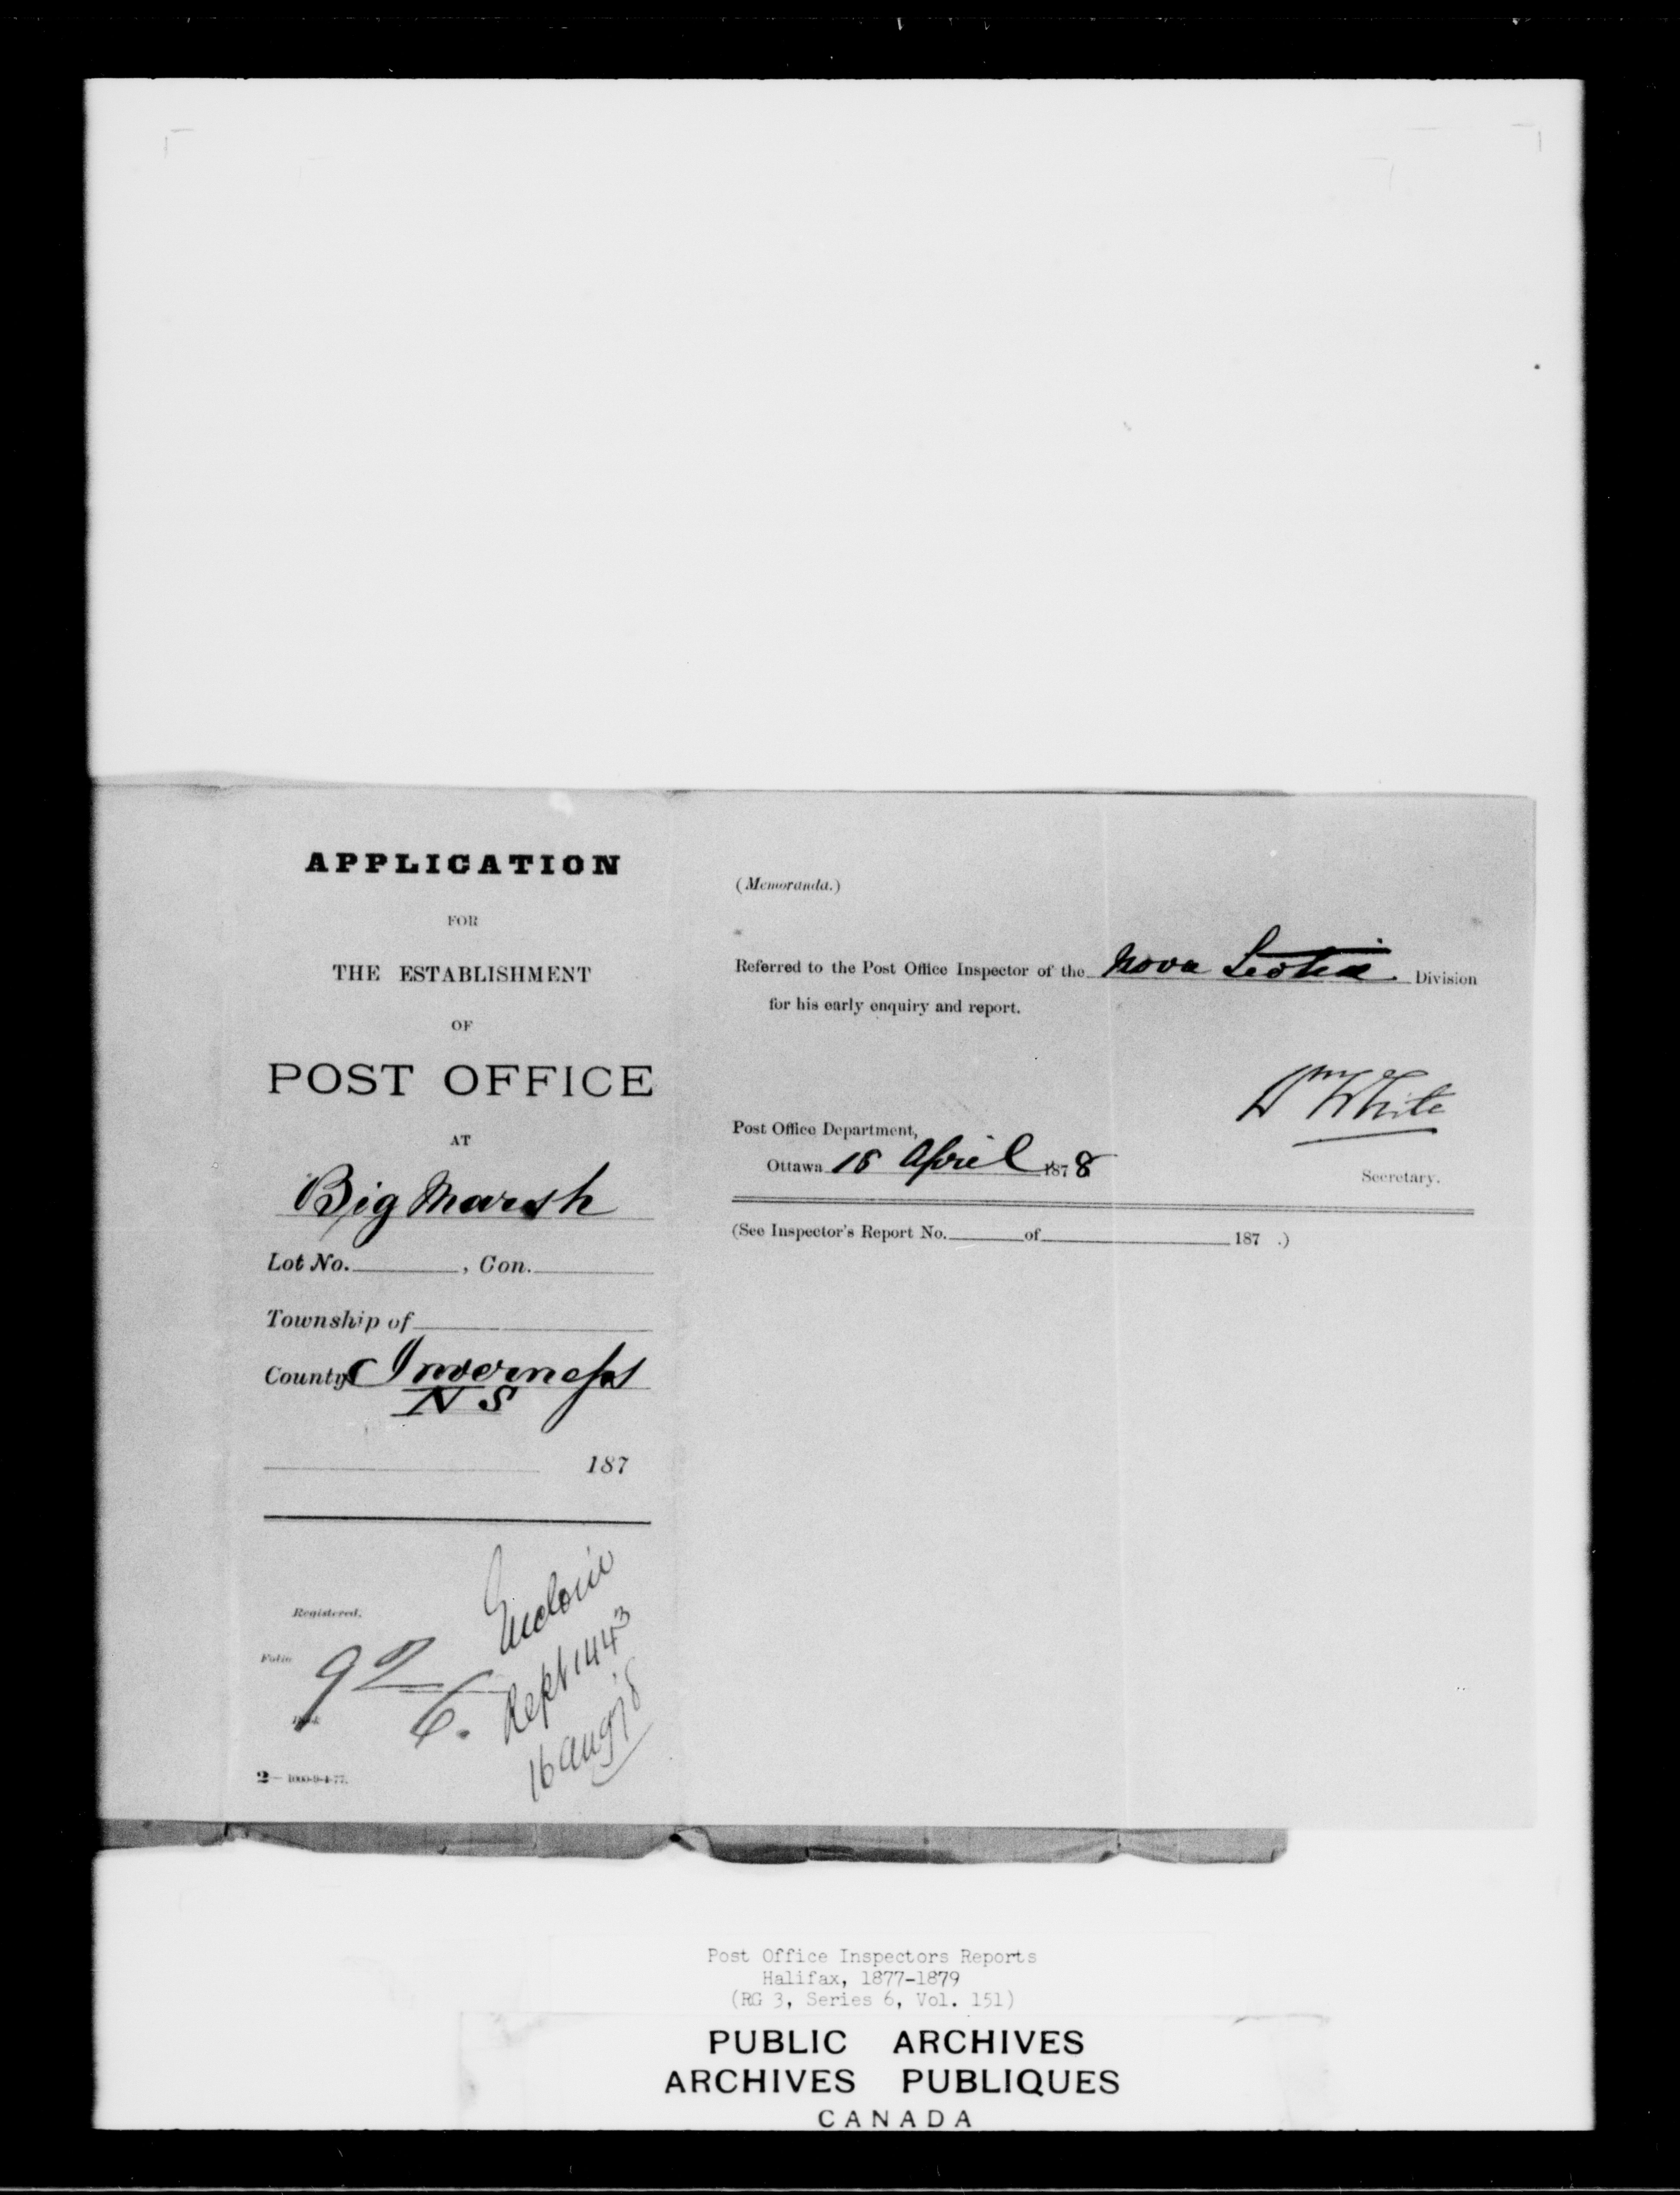 APPLICATION
FOR
THE ESTABLISHMENT
OF
POST OFFICE
AT
Big Marsh
Lot No. , Con.
Township of
County Inverness
N S
187
Registered.
Folio
92
6.
Rept 1443
16 Aug 78
2 - 1000-9-4-77.
(Memoranda.)
Referred to the Post Office Inspector of the Nova Scotia Division
for his early enquiry and report.
Wm White
Post Office Department,
Ottawa 18 April 1878
Secretary.
(See Inspector's Report No. of 187 .)
Post Office Inspectors Reports
Halifax, 1877-1879
(RG 3, Series 6, Vol. 151)
PUBLIC ARCHIVES
ARCHIVES PUBLIQUES
CANADA